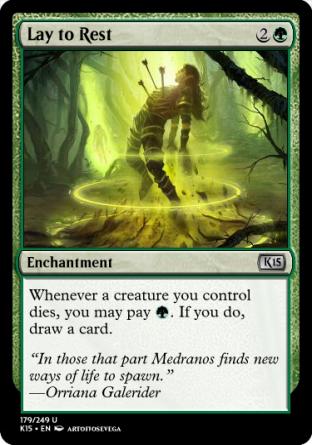 Lay to Rest 2
Enchantment K15
Whenever a creature you control
dies, you may pay . If you do,
draw a card.
“In those that part Medranos finds new
ways of life to spawn.”
—Orriana Galerider
179/249 U
K15 • EN ARTOFJOSEVEGA